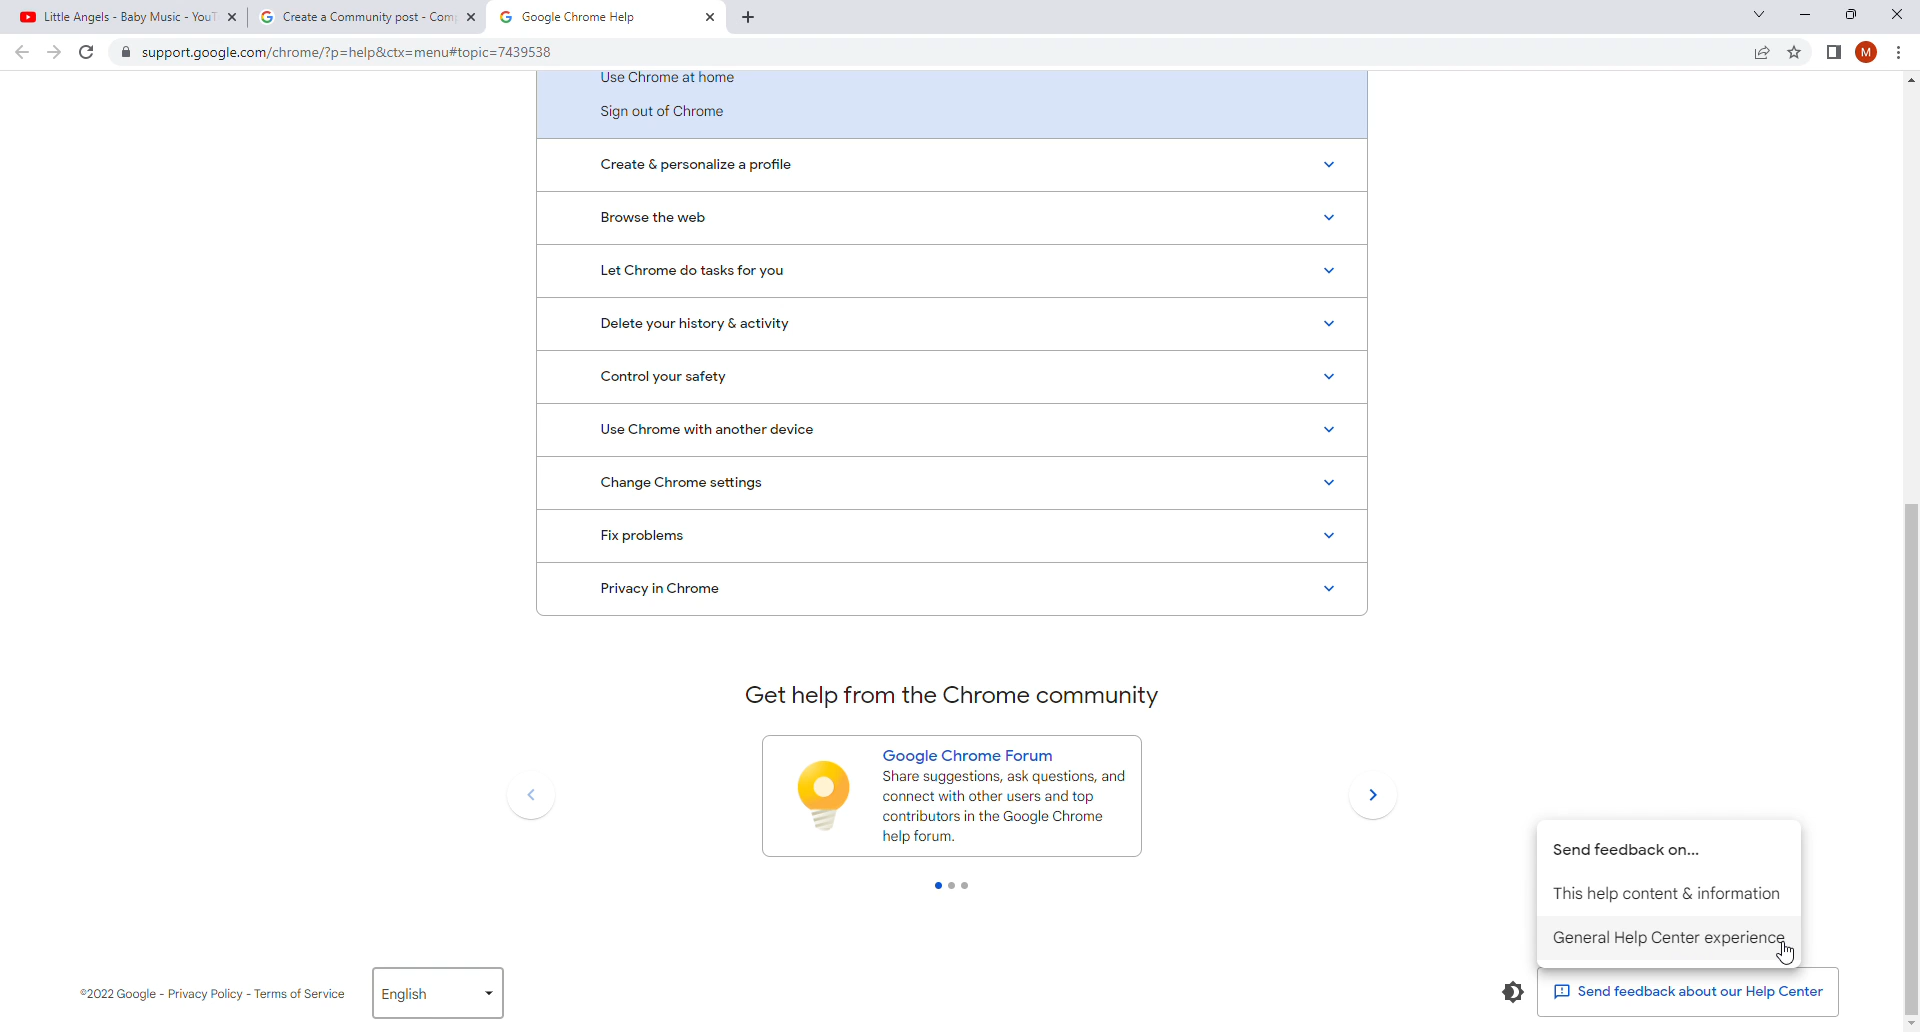 Little Angels - Baby Music - YouT
Create a Community post - Com
Google Chrome Help
support.google.com/chrome/?p=help&ctx=menu#topic=7439538
M
Use Chrome at home
Sign out of Chrome
Create & personalize a profile
Browse the web
Let Chrome do tasks for you
Delete your history & activity
Control your safety
Use Chrome with another device
Change Chrome settings
Fix problems
Privacy in Chrome
Get help from the Chrome community
Google Chrome Forum
Share suggestions, ask questions, and
connect with other users and top
contributors in the Google Chrome
help forum.
Send feedback on...
This help content & information
General Help Center experience
©2022 Google - Privacy Policy - Terms of Service
English
Send feedback about our Help Center